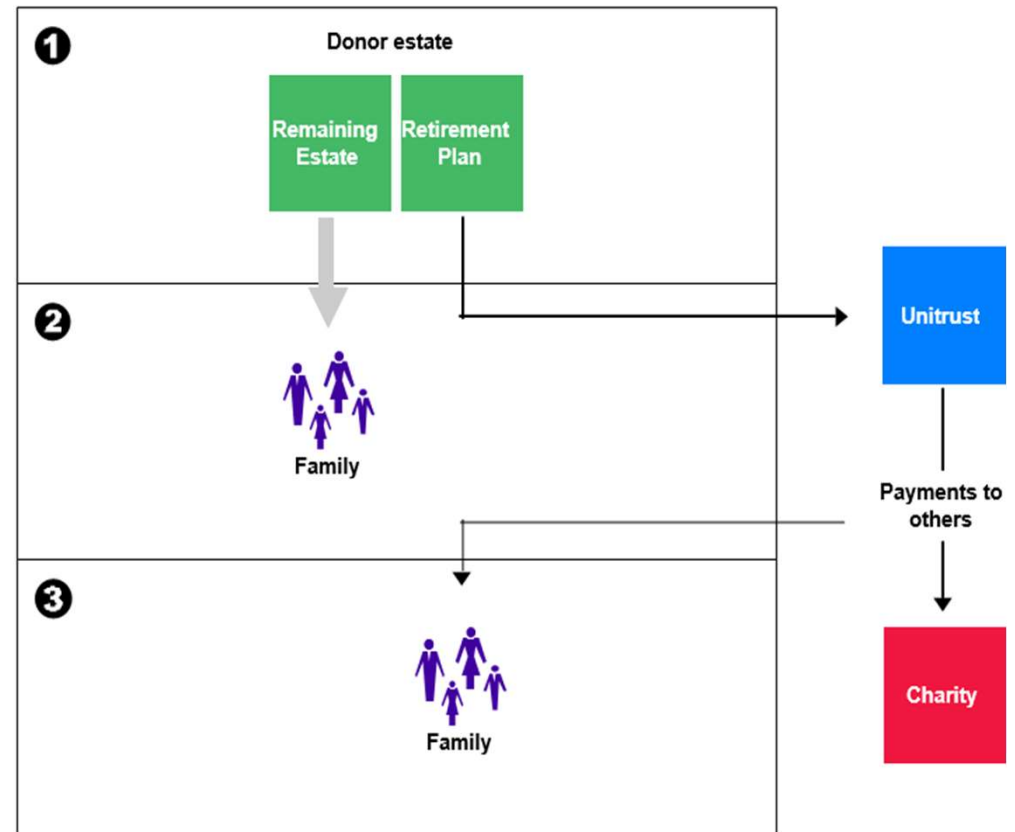 1
Donor estate
Remaining
Estate
Retirement
Plan
2
Unitrust
Family
Payments to
others
3
Charity
Family